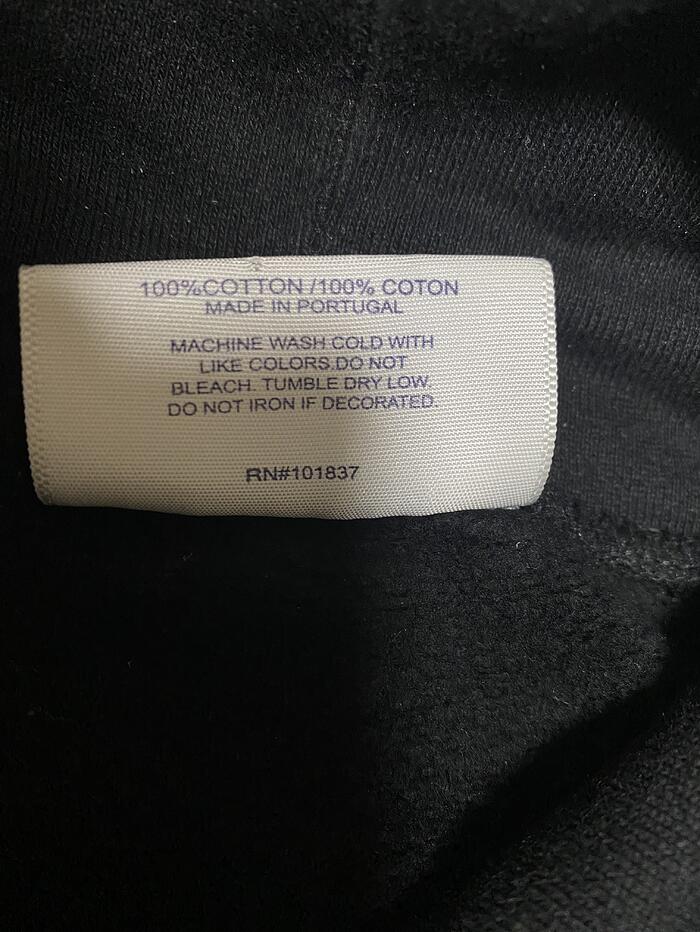 100%COTTON /100% COTON
MADE IN PORTUGAL
MACHINE WASH COLD WITH
LIKE COLORS.DO NOT
BLEACH. TUMBLE DRY LOW.
DO NOT IRON IF DECORATED.
RN#101837